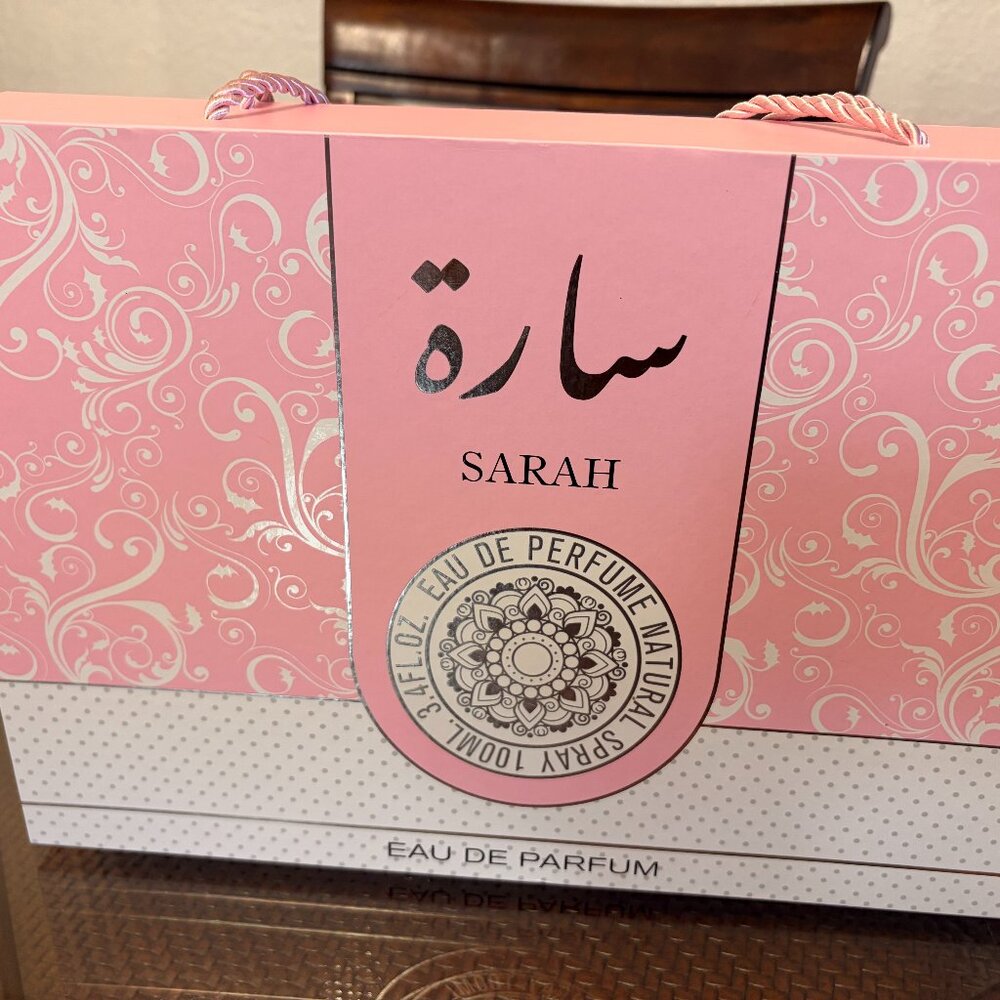 سارة
SARAH
EAU DE PERFUME NATURAL SPRAY 100ML. 3.4FL.OZ.
EAU DE PARFUM